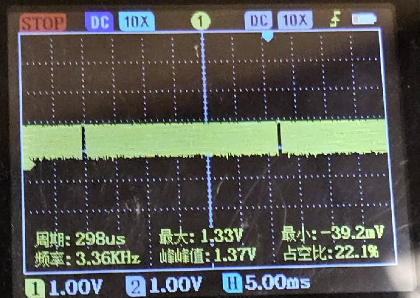 STOP DC 10X 1 DC 10X
周期: 298us 最大: 1.33V 最小: -39.2mV
频率: 3.36KHz 峰峰值: 1.37V 占空比: 22.1%
1 1.00V 2 1.00V H 5.00ms